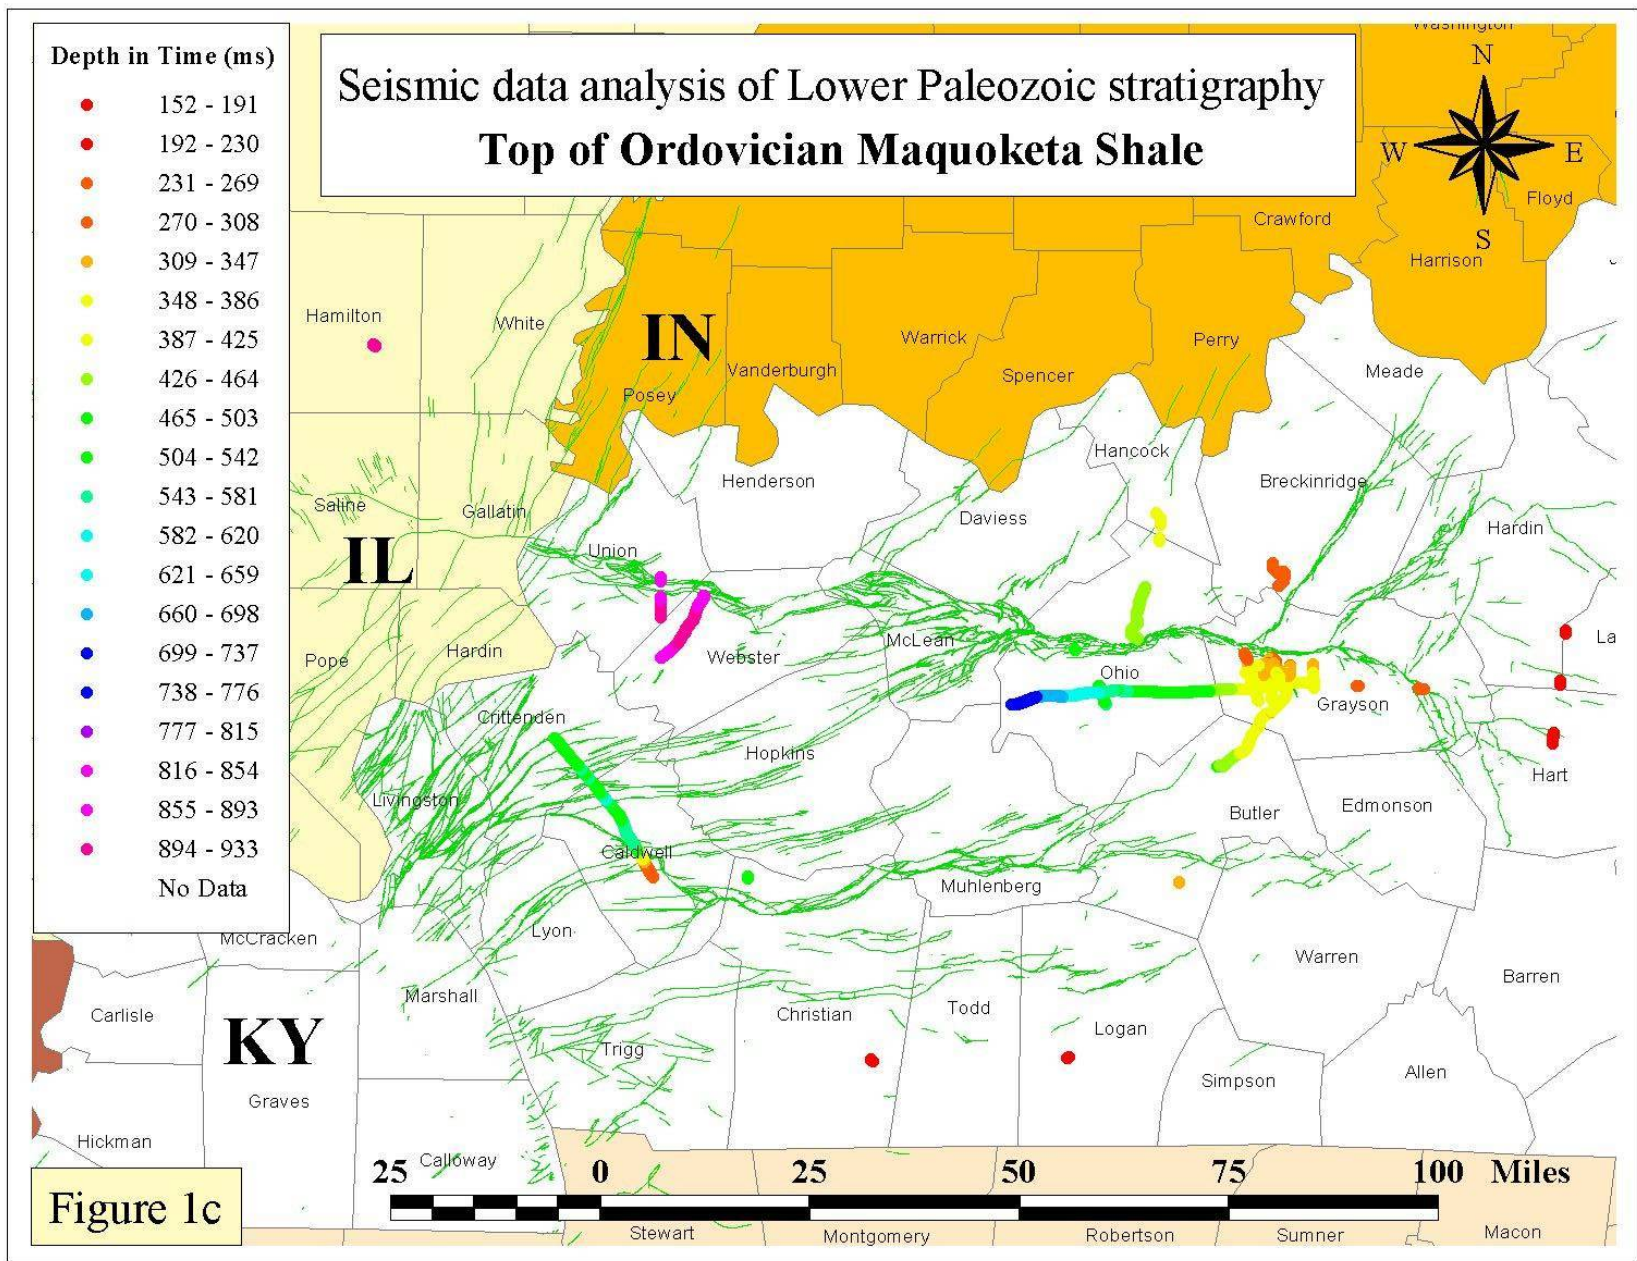 Depth in Time (ms)
152 - 191
192 - 230
231 - 269
270 - 308
309 - 347
348 - 386
387 - 425
426 - 464
465 - 503
504 - 542
543 - 581
582 - 620
621 - 659
660 - 698
699 - 737
738 - 776
777 - 815
816 - 854
855 - 893
894 - 933
No Data
Seismic data analysis of Lower Paleozoic stratigraphy
Top of Ordovician Maquoketa Shale
Washington
N
W
E
S
Floyd
Crawford
Harrison
Hamilton
White
IN
Warrick
Perry
Vanderburgh
Spencer
Meade
Posey
Hancock
Henderson
Breckinridge
Saline
Gallatin
Daviess
Hardin
Union
IL
McLean
La
Pope
Hardin
Webster
Ohio
Grayson
Crittenden
Hopkins
Hart
Livingston
Butler
Edmonson
Caldwell
Muhlenberg
McCracken
Lyon
Warren
Barren
Marshall
Carlisle
Christian
Todd
Logan
KY
Trigg
Simpson
Allen
Graves
Hickman
Calloway
25 0 25 50 75 100 Miles
Figure 1c
Stewart
Montgomery
Robertson
Sumner
Macon